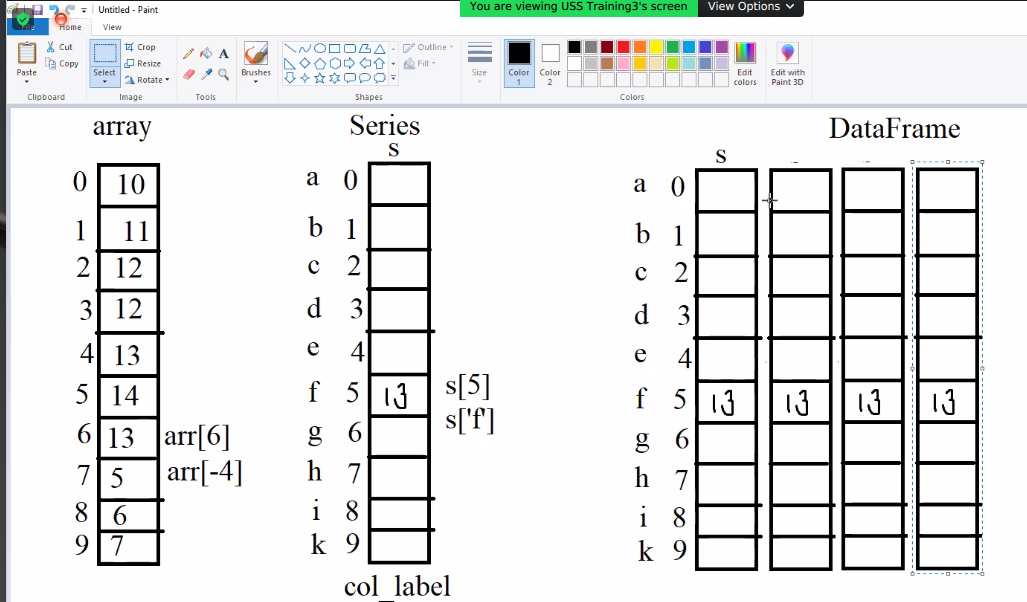 You are viewing USS Training3's screen
View Options
Untitled - Paint
Home
View
Paste
Cut
Copy
Clipboard
Select
Crop
Resize
Rotate
Image
A
Tools
Brushes
Outline
Fill
Shapes
Size
Color 1
Color 2
Edit colors
Colors
Edit with Paint 3D
array
0 10
1 11
2 12
3 12
4 13
5 14
6 13 arr[6]
7 5 arr[-4]
8 6
9 7
Series
s
a 0
b 1
c 2
d 3
e 4
f 5 13 s[5]
s['f']
g 6
h 7
i 8
k 9
col_label
DataFrame
s
a 0
b 1
c 2
d 3
e 4
f 5 13 13 13 13
g 6
h 7
i 8
k 9